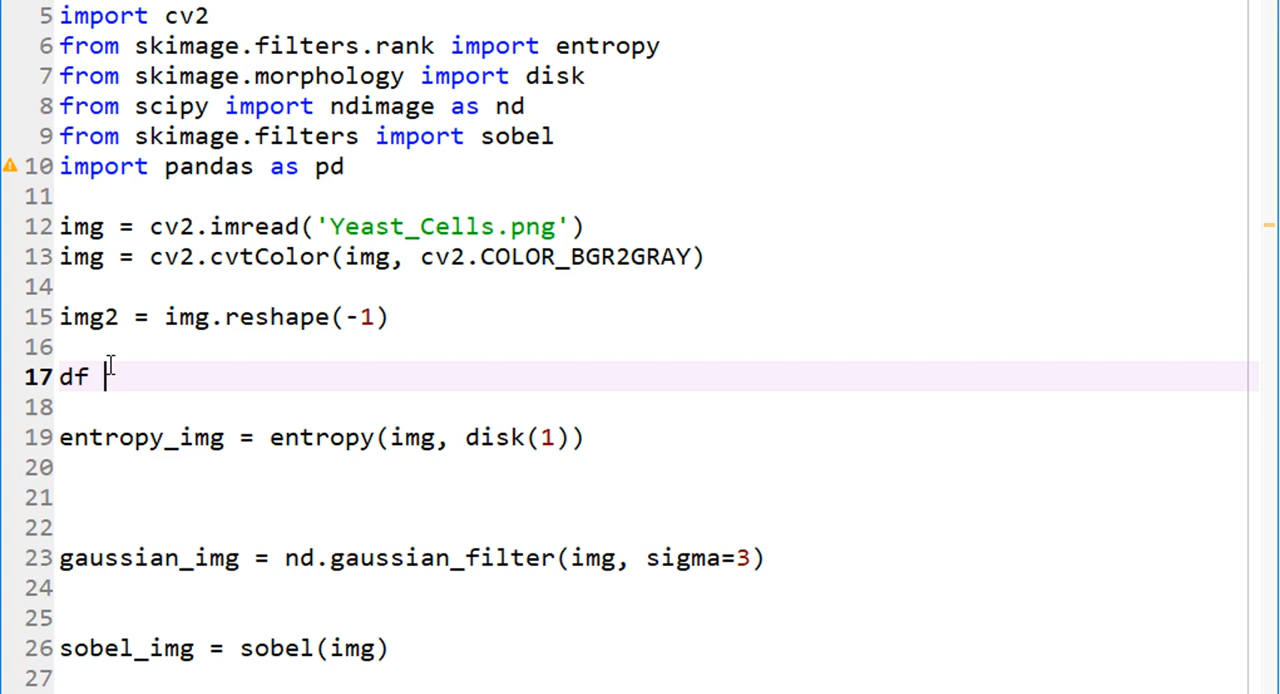 5 import cv2
6 from skimage.filters.rank import entropy
7 from skimage.morphology import disk
8 from scipy import ndimage as nd
9 from skimage.filters import sobel
10 import pandas as pd
11
12 img = cv2.imread('Yeast_Cells.png')
13 img = cv2.cvtColor(img, cv2.COLOR_BGR2GRAY)
14
15 img2 = img.reshape(-1)
16
17 df
18
19 entropy_img = entropy(img, disk(1))
20
21
22
23 gaussian_img = nd.gaussian_filter(img, sigma=3)
24
25
26 sobel_img = sobel(img)
27